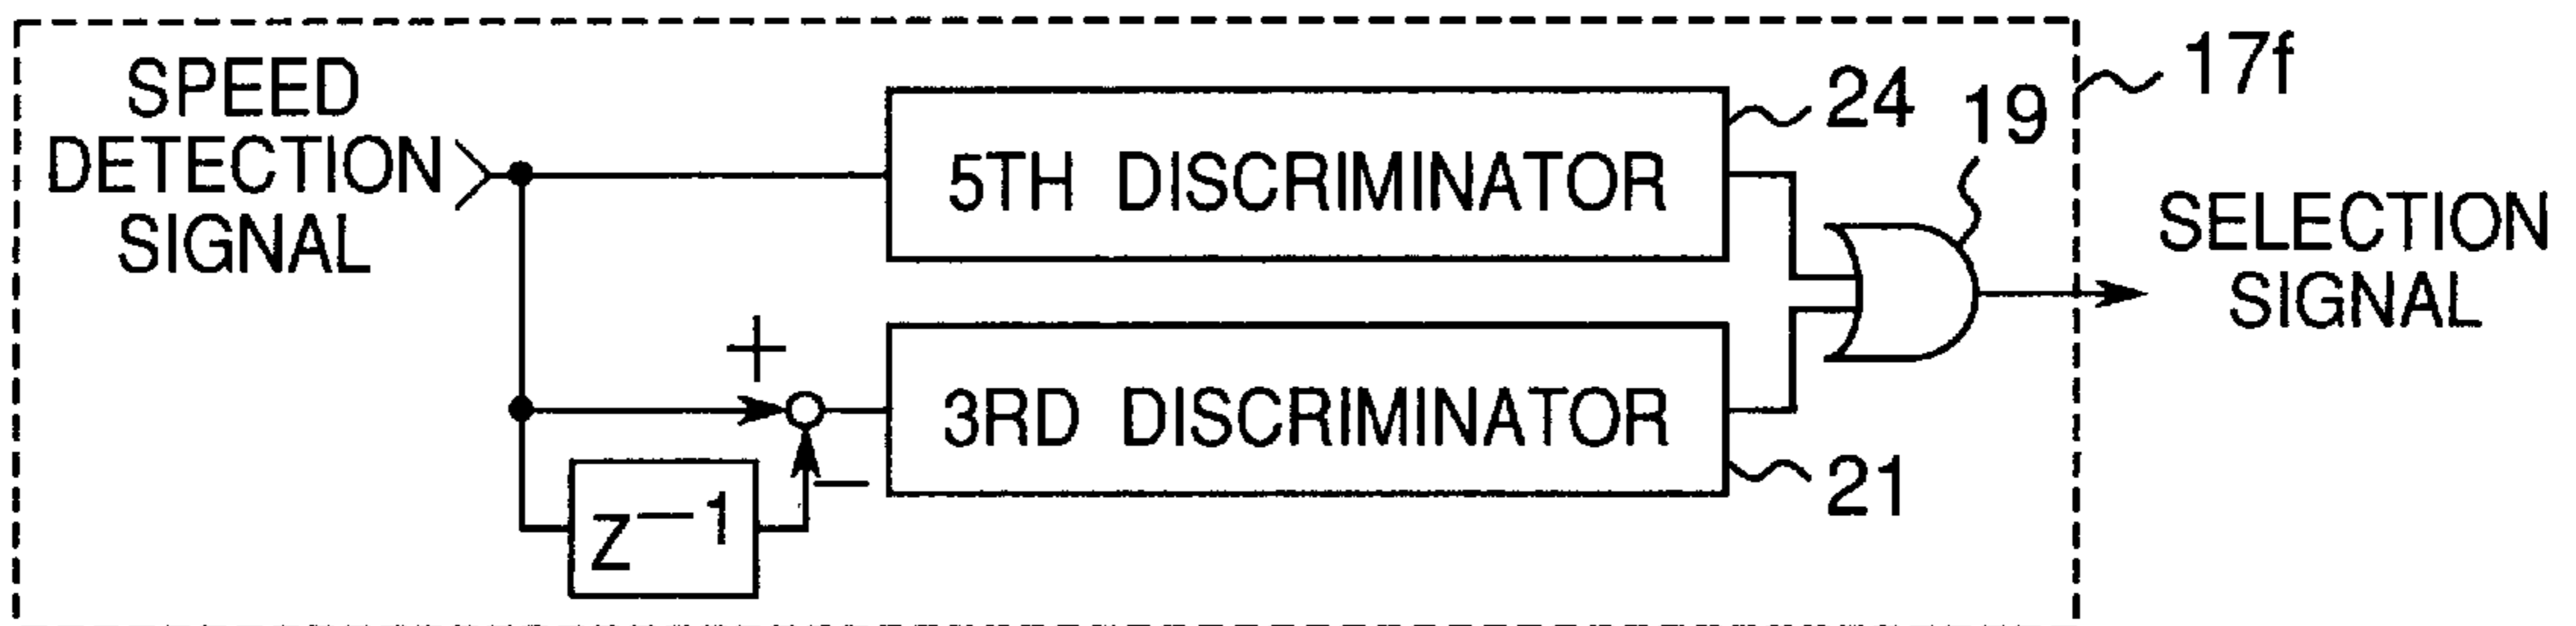 SPEED
DETECTION
SIGNAL
5TH DISCRIMINATOR
24
19
17f
SELECTION
SIGNAL
+
3RD DISCRIMINATOR
−
21
Z−1